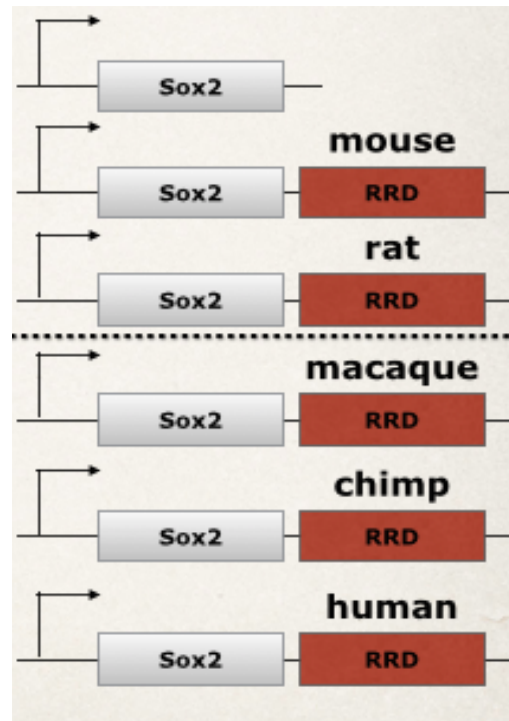 Sox2
mouse
Sox2 RRD
rat
Sox2 RRD
macaque
Sox2 RRD
chimp
Sox2 RRD
human
Sox2 RRD